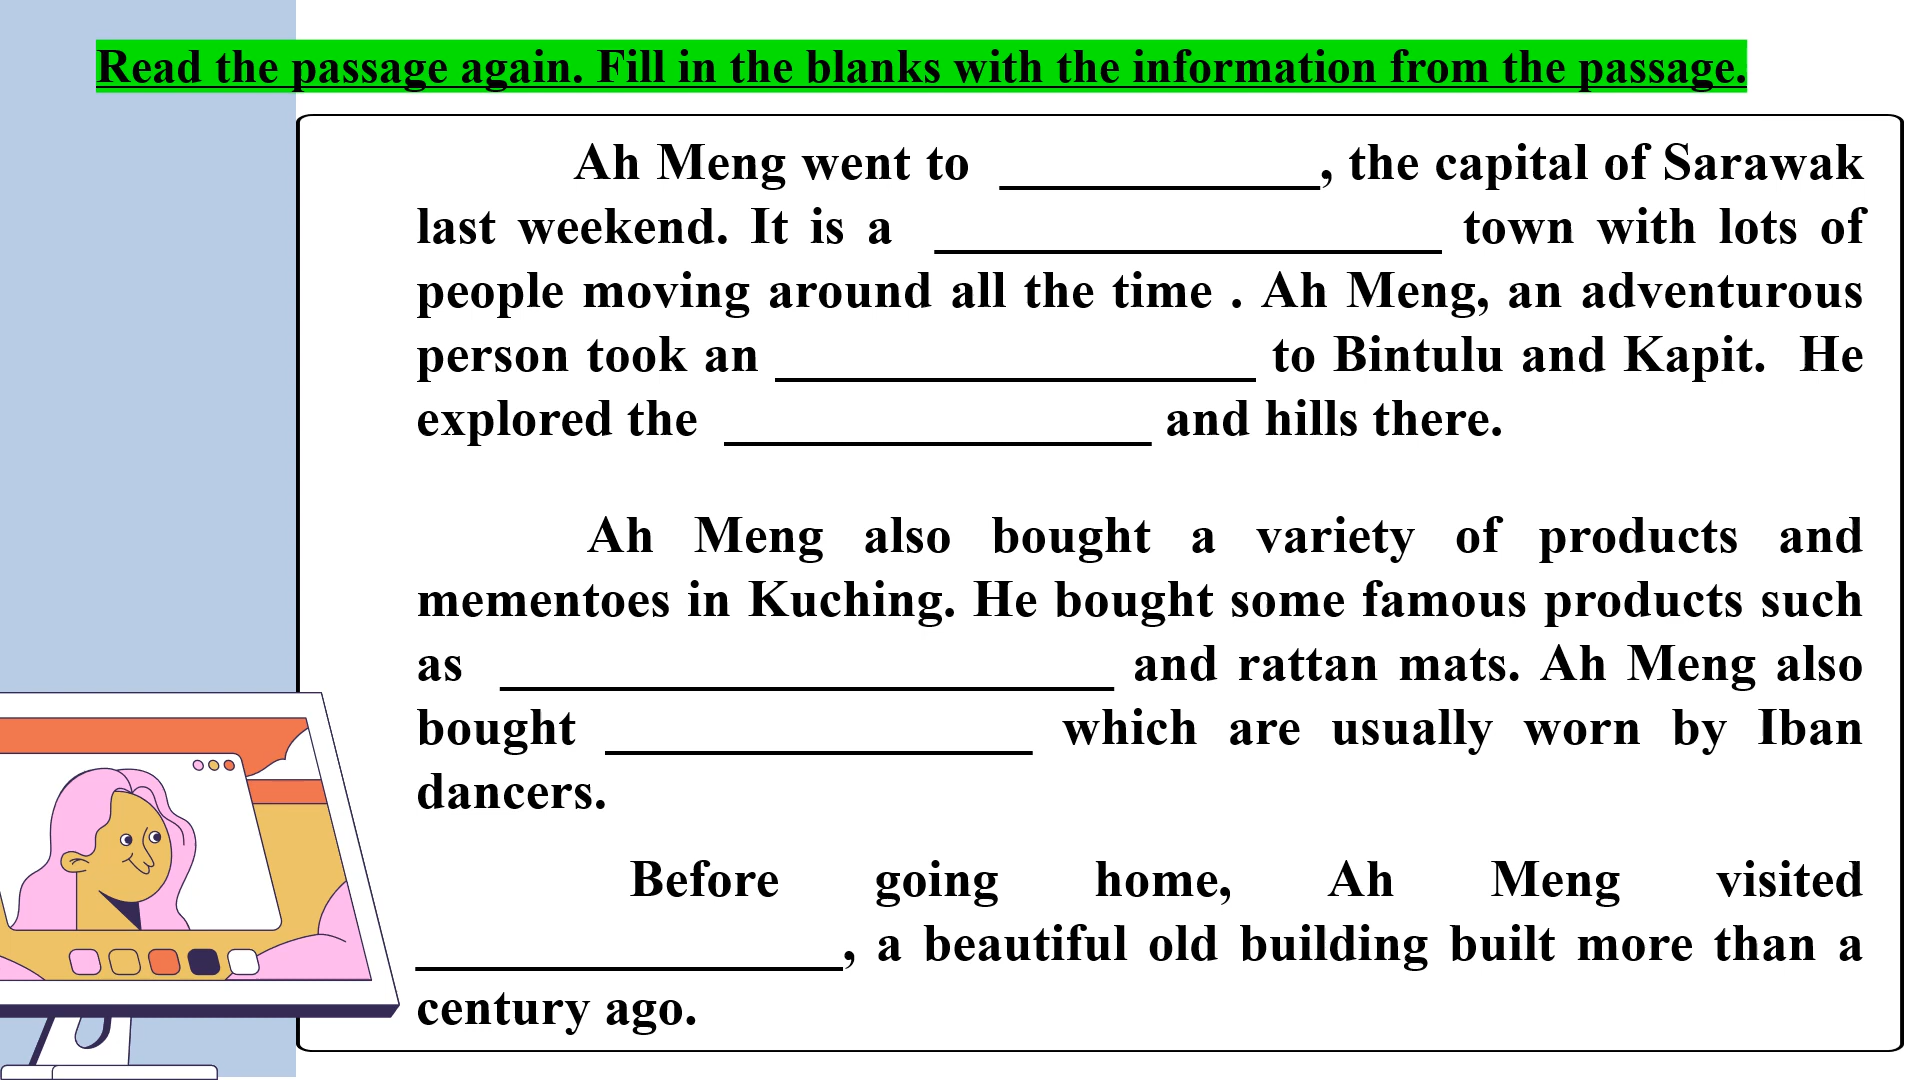 Read the passage again. Fill in the blanks with the information from the passage.
Ah Meng went to ____________, the capital of Sarawak
last weekend. It is a ___________________ town with lots of
people moving around all the time . Ah Meng, an adventurous
person took an __________________ to Bintulu and Kapit. He
explored the ________________ and hills there.
Ah Meng also bought a variety of products and
mementoes in Kuching. He bought some famous products such
as _______________________ and rattan mats. Ah Meng also
bought ________________ which are usually worn by Iban
dancers.
Before going home, Ah Meng visited
________________, a beautiful old building built more than a
century ago.